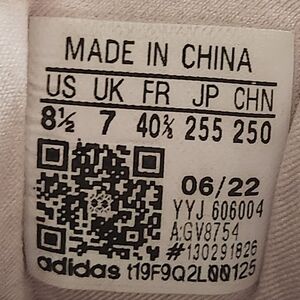 MADE IN CHINA
US UK FR JP CHN
8½ 7 40⅔ 255 250
06/22
YYJ 606004
A:GV8754
#130291826
adidas t19F9Q2L00125